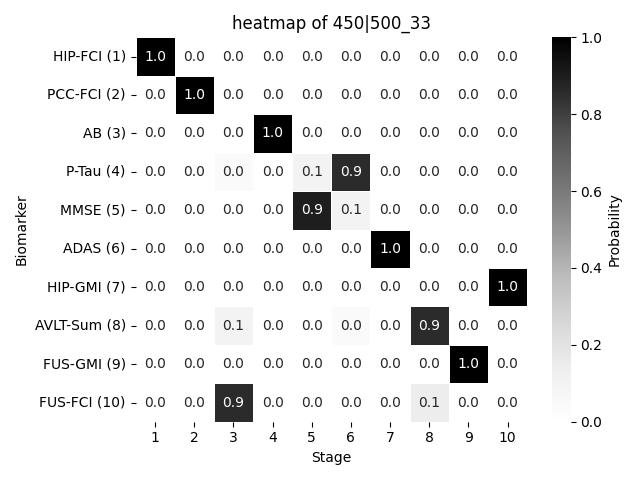 heatmap of 450|500_33
HIP-FCI (1) 1.0 0.0 0.0 0.0 0.0 0.0 0.0 0.0 0.0 0.0
PCC-FCI (2) 0.0 1.0 0.0 0.0 0.0 0.0 0.0 0.0 0.0 0.0
AB (3) 0.0 0.0 0.0 1.0 0.0 0.0 0.0 0.0 0.0 0.0
P-Tau (4) 0.0 0.0 0.0 0.0 0.1 0.9 0.0 0.0 0.0 0.0
MMSE (5) 0.0 0.0 0.0 0.0 0.9 0.1 0.0 0.0 0.0 0.0
ADAS (6) 0.0 0.0 0.0 0.0 0.0 0.0 1.0 0.0 0.0 0.0
HIP-GMI (7) 0.0 0.0 0.0 0.0 0.0 0.0 0.0 0.0 0.0 1.0
AVLT-Sum (8) 0.0 0.0 0.1 0.0 0.0 0.0 0.0 0.9 0.0 0.0
FUS-GMI (9) 0.0 0.0 0.0 0.0 0.0 0.0 0.0 0.0 1.0 0.0
FUS-FCI (10) 0.0 0.0 0.9 0.0 0.0 0.0 0.0 0.1 0.0 0.0
1 2 3 4 5 6 7 8 9 10
Stage
Biomarker
1.0
0.8
0.6
0.4
0.2
0.0
Probability